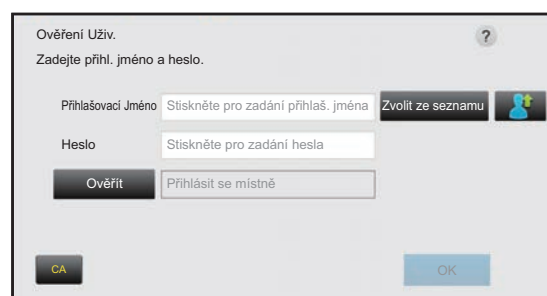 Ověření Uživ.
?
Zadejte přihl. jméno a heslo.
Přihlašovací Jméno Stiskněte pro zadání přihlaš. jména Zvolit ze seznamu
Heslo Stiskněte pro zadání hesla
Ověřit Přihlásit se místně
CA OK